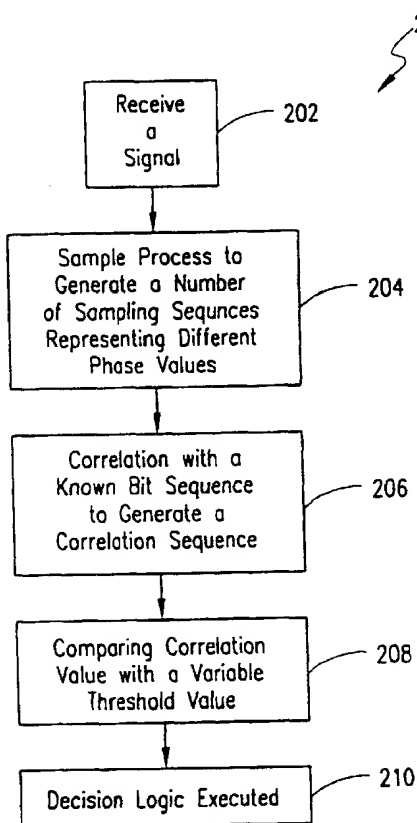 Receive
a
Signal
202
Sample Process to
Generate a Number
of Sampling Sequnces
Representing Different
Phase Values
204
Correlation with a
Known Bit Sequence
to Generate a
Correlation Sequence
206
Comparing Correlation
Value with a Variable
Threshold Value
208
Decision Logic Executed
210